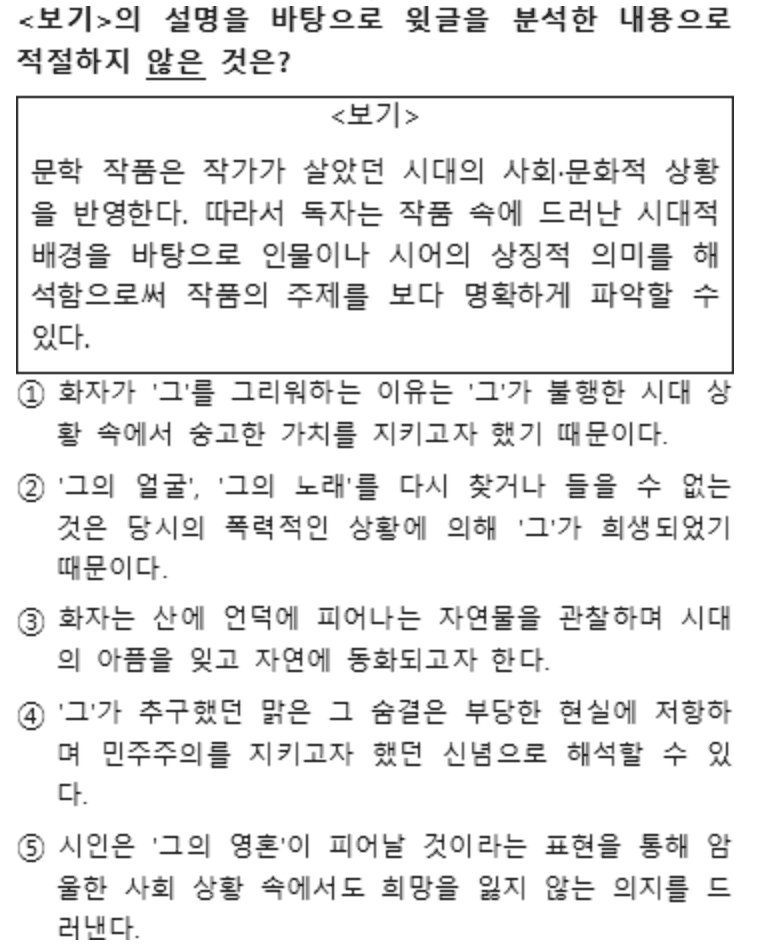 <보기>의 설명을 바탕으로 윗글을 분석한 내용으로
적절하지 않은 것은?
<보기>
문학 작품은 작가가 살았던 시대의 사회·문화적 상황
을 반영한다. 따라서 독자는 작품 속에 드러난 시대적
배경을 바탕으로 인물이나 시어의 상징적 의미를 해
석함으로써 작품의 주제를 보다 명확하게 파악할 수
있다.
① 화자가 '그'를 그리워하는 이유는 '그'가 불행한 시대 상
황 속에서 숭고한 가치를 지키고자 했기 때문이다.
② '그의 얼굴', '그의 노래'를 다시 찾거나 들을 수 없는
것은 당시의 폭력적인 상황에 의해 '그'가 희생되었기
때문이다.
③ 화자는 산에 언덕에 피어나는 자연물을 관찰하며 시대
의 아픔을 잊고 자연에 동화되고자 한다.
④ '그'가 추구했던 맑은 그 숨결은 부당한 현실에 저항하
며 민주주의를 지키고자 했던 신념으로 해석할 수 있
다.
⑤ 시인은 '그의 영혼'이 피어날 것이라는 표현을 통해 암
울한 사회 상황 속에서도 희망을 잃지 않는 의지를 드
러낸다.